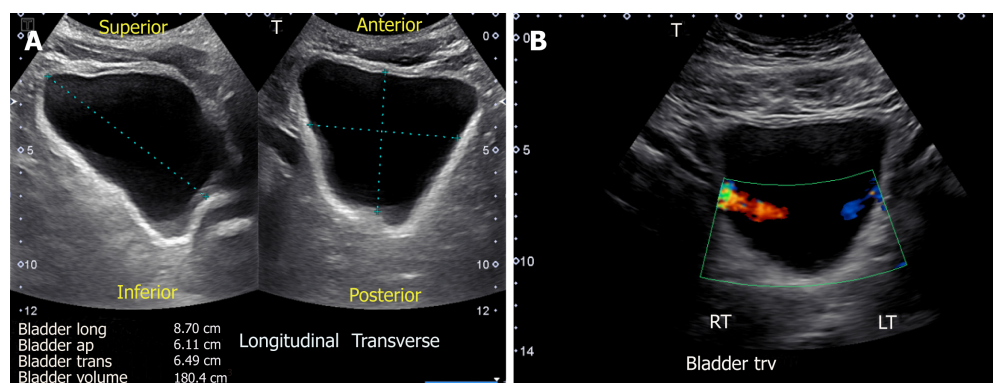 A
Superior
T
Anterior
0
0
5
5
10
10
12
12
Inferior
Posterior
Bladder long 8.70 cm
Bladder ap 6.11 cm
Bladder trans 6.49 cm
Bladder volume 180.4 cm
Longitudinal Transverse
B
T
0
5
10
14
RT
LT
Bladder trv